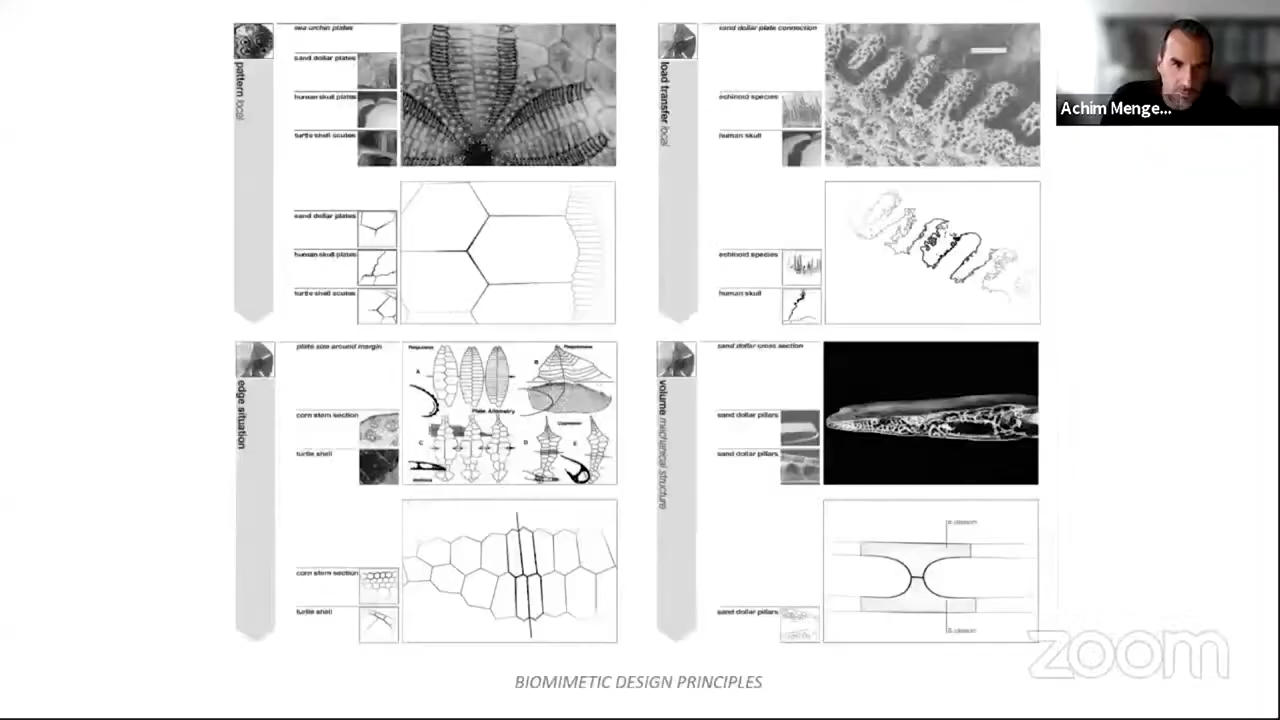 sea urchin plates
sand dollar plates
human skull plates
turtle shell scutes
pattern local
sand dollar plates
human skull plates
turtle shell scutes
sand dollar plate connection
echinoid species
human skull
load transfer local
echinoid species
human skull
Achim Menge...
plate size around margin
corn stem section
turtle shell
edge situation
A
B
Plate Allometry
C
D
E
corn stem section
turtle shell
sand dollar cross section
sand dollar pillars
sand dollar pillars
volume mechanical structure
sand dollar pillars
zoom
BIOMIMETIC DESIGN PRINCIPLES